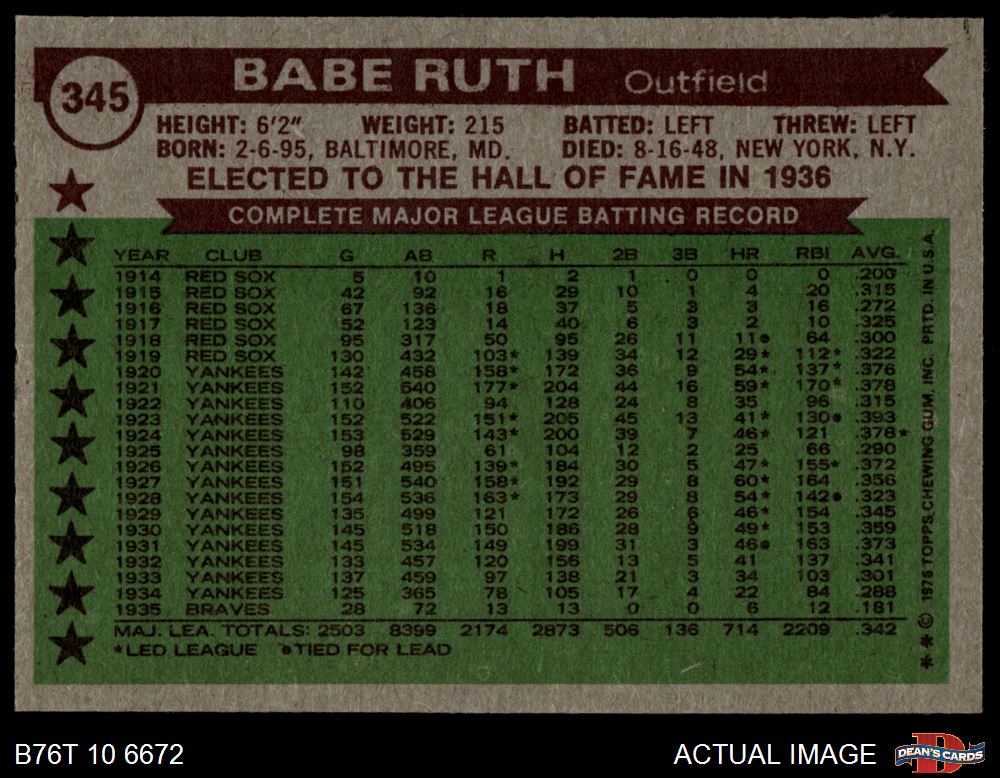 345
BABE RUTH Outfield
HEIGHT: 6'2" WEIGHT: 215 BATTED: LEFT THREW: LEFT
BORN: 2-6-95, BALTIMORE, MD. DIED: 8-16-48, NEW YORK, N.Y.
ELECTED TO THE HALL OF FAME IN 1936
COMPLETE MAJOR LEAGUE BATTING RECORD
YEAR CLUB G AB R H 2B 3B HR RBI AVG.
1914 RED SOX 5 10 1 2 1 0 0 0 .200
1915 RED SOX 42 92 16 29 10 1 4 20 .315
1916 RED SOX 67 136 18 37 5 3 3 16 .272
1917 RED SOX 52 123 14 40 6 3 2 10 .325
1918 RED SOX 95 317 50 95 26 11 11● 64 .300
1919 RED SOX 130 432 103* 139 34 12 29* 112* .322
1920 YANKEES 142 458 158* 172 36 9 54* 137* .376
1921 YANKEES 152 540 177* 204 44 16 59* 170* .378
1922 YANKEES 110 406 94 128 24 8 35 96 .315
1923 YANKEES 152 522 151* 205 45 13 41* 130● .393
1924 YANKEES 153 529 143* 200 39 7 46* 121 .378*
1925 YANKEES 98 359 61 104 12 2 25 66 .290
1926 YANKEES 152 495 139* 184 30 5 47* 155* .372
1927 YANKEES 151 540 158* 192 29 8 60* 164 .356
1928 YANKEES 154 536 163* 173 29 8 54* 142● .323
1929 YANKEES 135 499 121 172 26 6 46* 154 .345
1930 YANKEES 145 518 150 186 28 9 49* 153 .359
1931 YANKEES 145 534 149 199 31 3 46● 163 .373
1932 YANKEES 133 457 120 156 13 5 41 137 .341
1933 YANKEES 137 459 97 138 21 3 34 103 .301
1934 YANKEES 125 365 78 105 17 4 22 84 .288
1935 BRAVES 28 72 13 13 0 0 6 12 .181
MAJ. LEA. TOTALS: 2503 8399 2174 2873 506 136 714 2209 .342
*LED LEAGUE ●TIED FOR LEAD
* * © 1976 TOPPS CHEWING GUM, INC. PRTD. IN U.S.A.
B76T 10 6672
ACTUAL IMAGE
DEAN'S CARDS